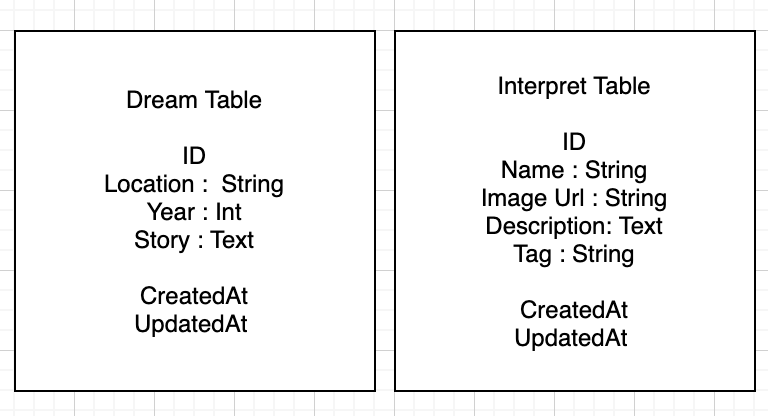 Dream Table
ID
Location :  String
Year : Int
Story : Text
CreatedAt
UpdatedAt
Interpret Table
ID
Name : String
Image Url : String
Description: Text
Tag : String
CreatedAt
UpdatedAt